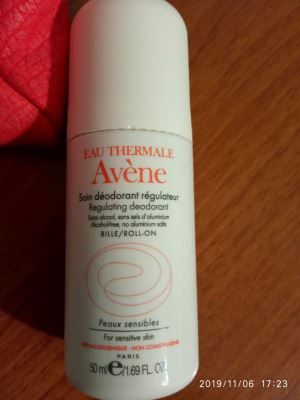 EAU THERMALE
Avène
Soin déodorant régulateur
Regulating deodorant
Sans alcool, sans sels d'aluminium
Alcohol-free, no aluminium salts
BILLE/ROLL-ON
Peaux sensibles
For sensitive skin
HYPOALLERGENIQUE - NON COMEDOGENE
PARIS
50 ml e/1.69 FL. OZ.
2019/11/06 17:23